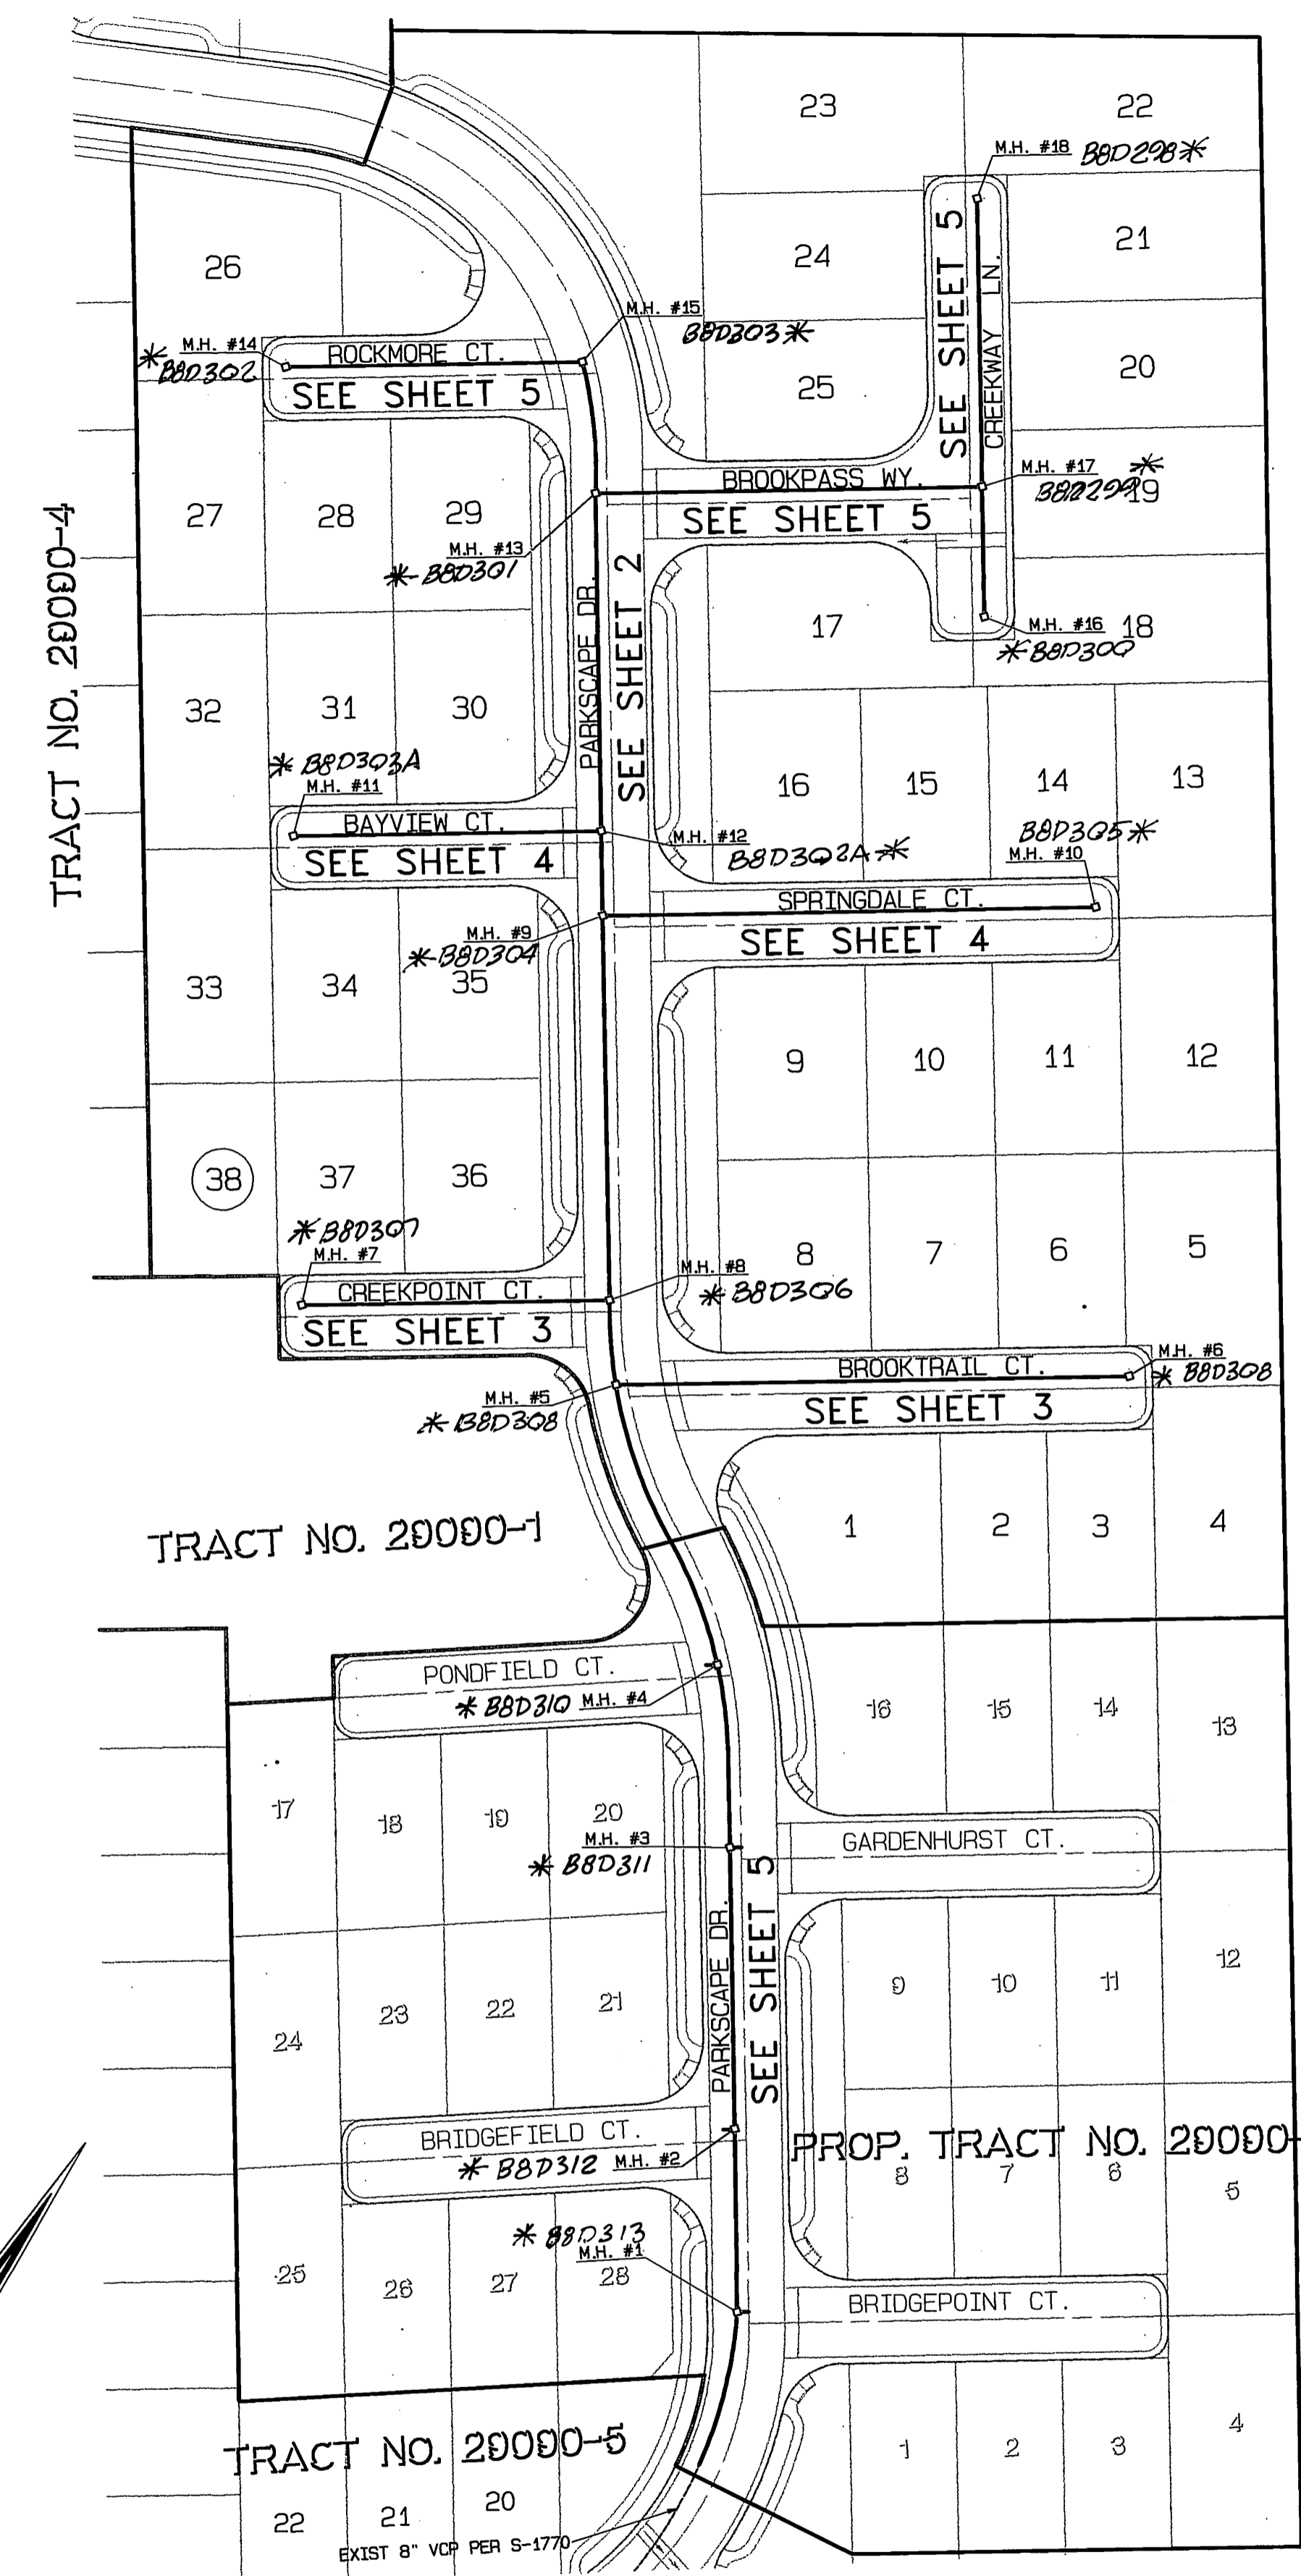 23
22
M.H. #18 B8D298*
24
21
SEE SHEET 5
CREEKWAY LN.
26
M.H. #15
B8D303*
M.H. #14
* B8D302
ROCKMORE CT.
SEE SHEET 5
25
20
BROOKPASS WY.
SEE SHEET 5
M.H. #17 *
B8D299
19
27
28
29
M.H. #13
* B8D301
TRACT NO. 20000-4
PARKSCAPE DR.
SEE SHEET 2
17
M.H. #16
* B8D300
18
32
31
30
* B8D303A
M.H. #11
BAYVIEW CT.
SEE SHEET 4
M.H. #12
B8D302A *
16
15
14
13
B8D305 *
M.H. #10
SPRINGDALE CT.
SEE SHEET 4
M.H. #9
* B8D304
33
34
35
9
10
11
12
38
37
36
* B8D307
M.H. #7
CREEKPOINT CT.
SEE SHEET 3
M.H. #8
* B8D306
8
7
6
5
BROOKTRAIL CT.
SEE SHEET 3
M.H. #6
* B8D308
M.H. #5
* B8D308
TRACT NO. 20000-1
1
2
3
4
PONDFIELD CT.
* B8D310 M.H. #4
16
15
14
13
17
18
19
20
M.H. #3
* B8D311
GARDENHURST CT.
PARKSCAPE DR.
SEE SHEET 5
24
23
22
21
9
10
11
12
BRIDGEFIELD CT.
* B8D312 M.H. #2
PROP. TRACT NO. 20000-
8
7
6
5
* B8D313
M.H. #1
25
26
27
28
BRIDGEPOINT CT.
TRACT NO. 20000-5
1
2
3
4
22
21
20
EXIST 8" VCP PER S-1770